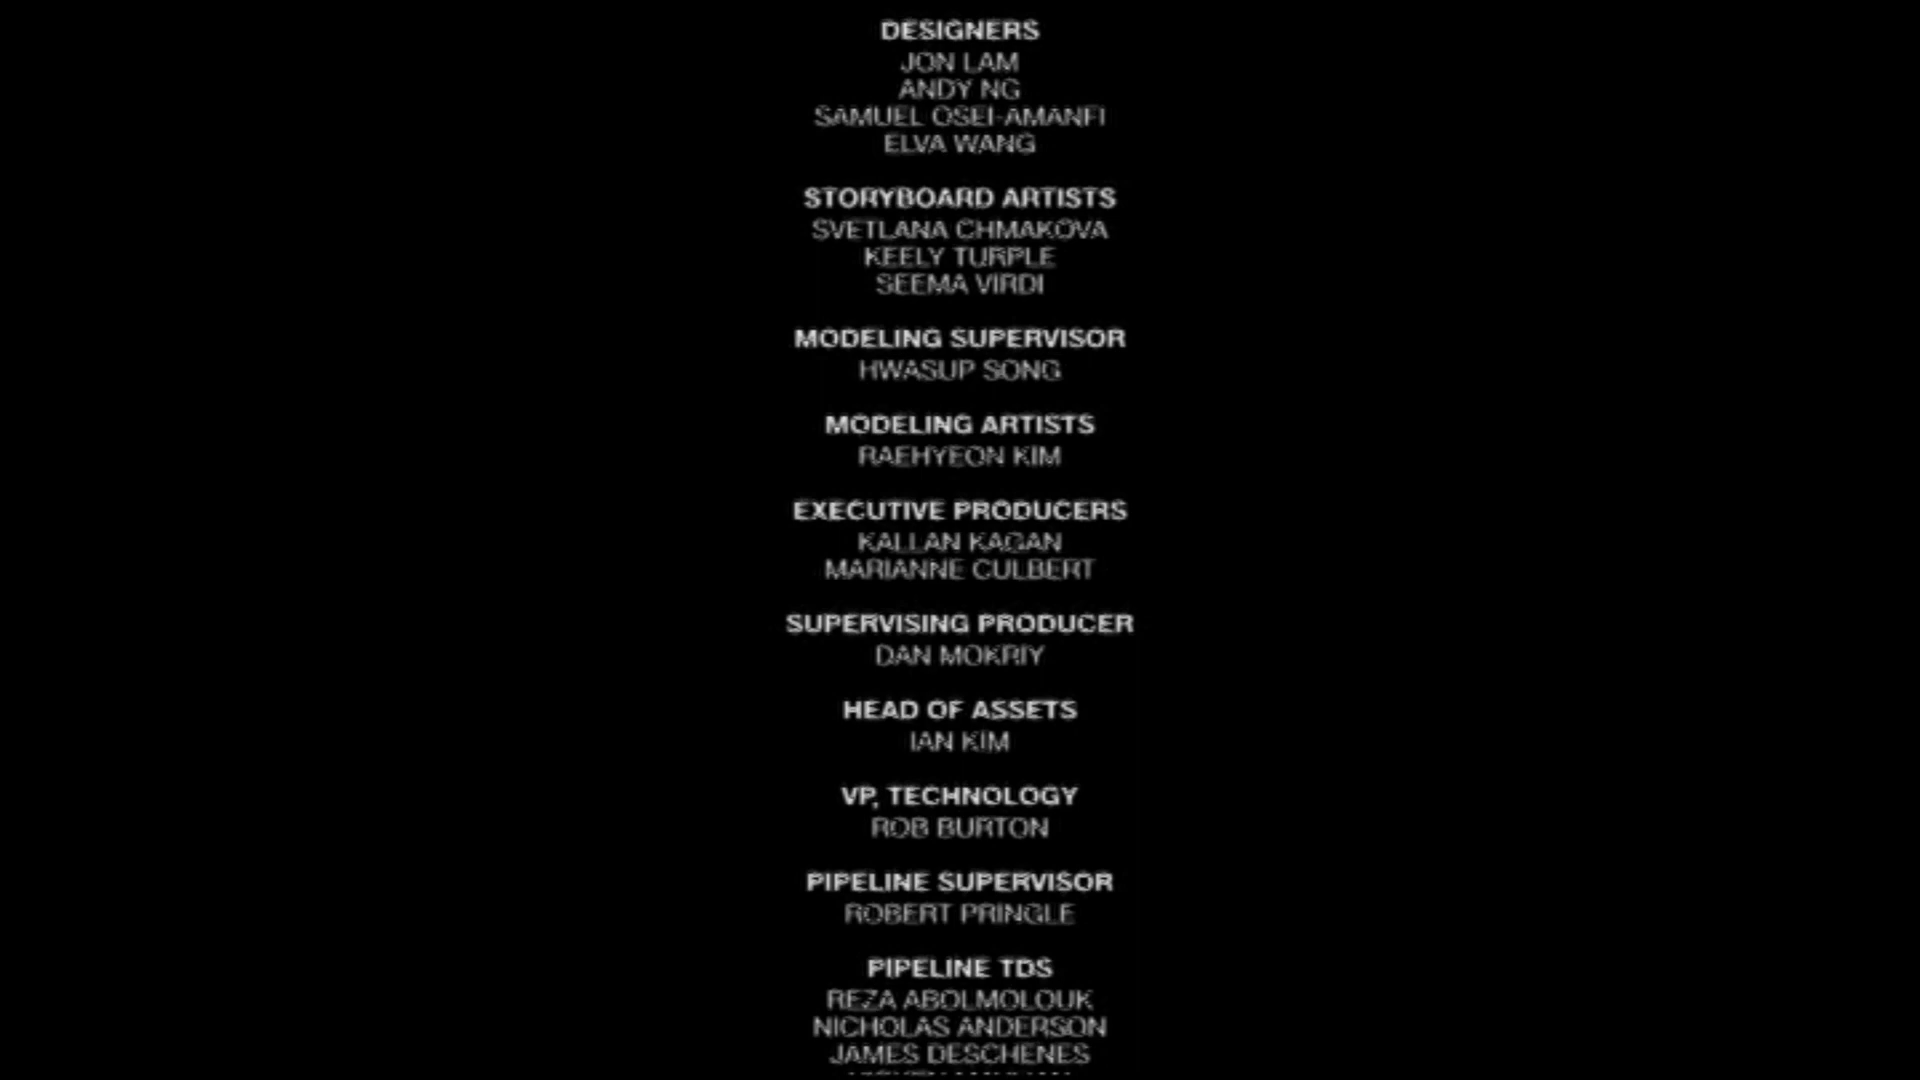 DESIGNERS
JON LAM
ANDY NG
SAMUEL OSEI-AMANFI
ELVA WANG
STORYBOARD ARTISTS
SVETLANA CHMAKOVA
KEELY TURPLE
SEEMA VIRDI
MODELING SUPERVISOR
HWASUP SONG
MODELING ARTISTS
RAEHYEON KIM
EXECUTIVE PRODUCERS
KALLAN KAGAN
MARIANNE CULBERT
SUPERVISING PRODUCER
DAN MOKRIY
HEAD OF ASSETS
IAN KIM
VP, TECHNOLOGY
ROB BURTON
PIPELINE SUPERVISOR
ROBERT PRINGLE
PIPELINE TDS
REZA ABOLMOLOUK
NICHOLAS ANDERSON
JAMES DESCHENES